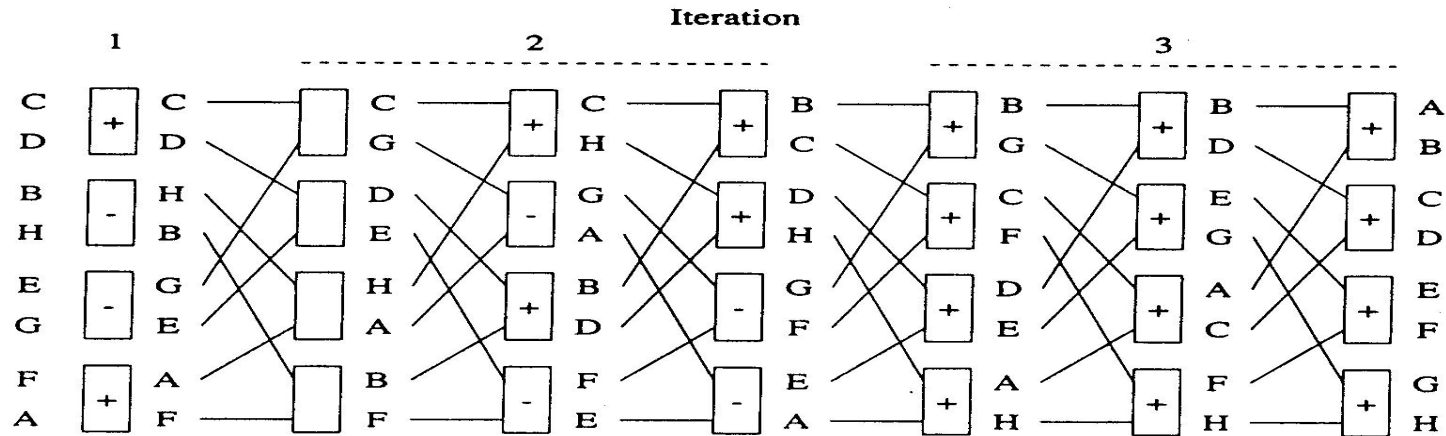 Iteration
1 2 3
C C C C B B B A
+ + + + + +
D D G H C G D B
B H D G D C E C
- - + + + +
H B E A H F G D
E G H B G D A E
- + - + + +
G E A D F E C F
F A B F E A F G
+ - - + + +
A F F E A H H H